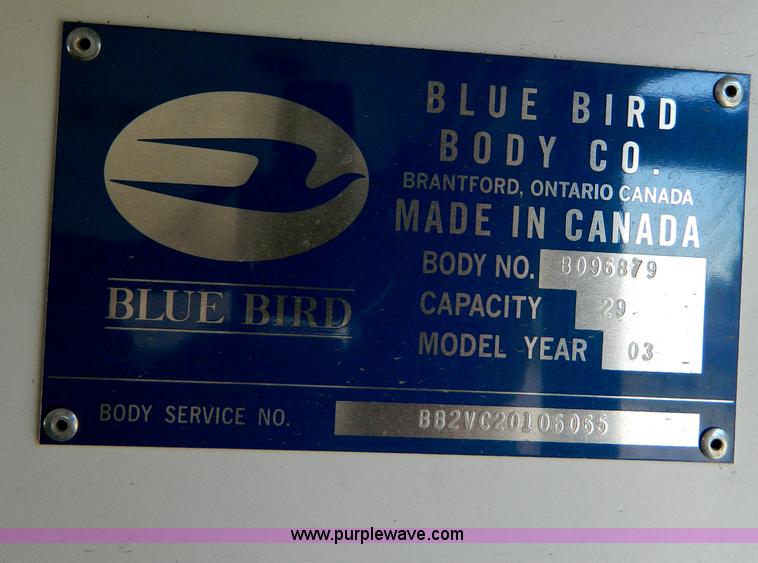 BLUE BIRD
BODY CO.
BRANTFORD, ONTARIO CANADA
MADE IN CANADA
BODY NO. B096879
CAPACITY 29
MODEL YEAR 03
BLUE BIRD
BODY SERVICE NO. BB2VC20106065
www.purplewave.com